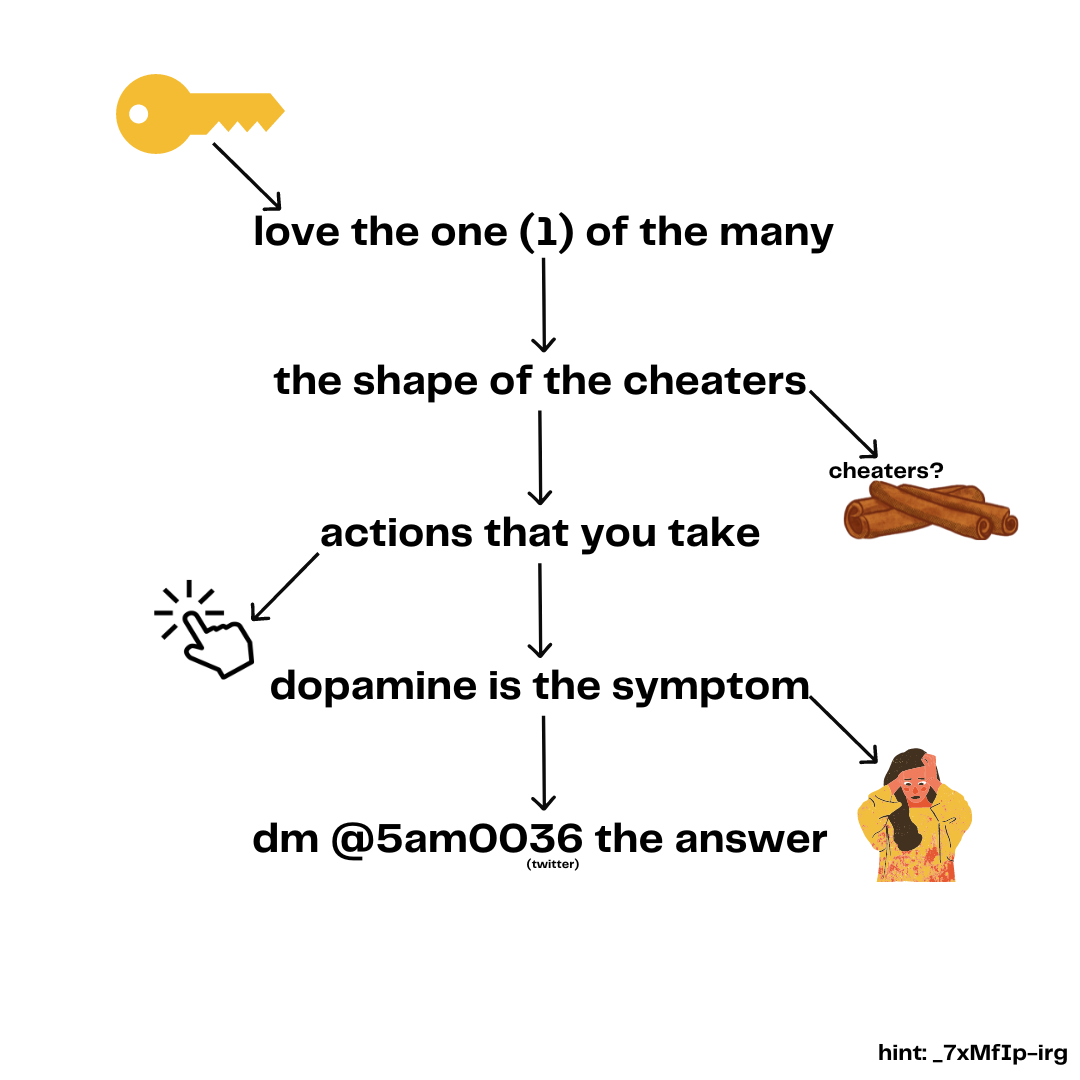 love the one (1) of the many
the shape of the cheaters
cheaters?
actions that you take
dopamine is the symptom
dm @5am0036 the answer
(twitter)
hint: _7xMfIp-irg